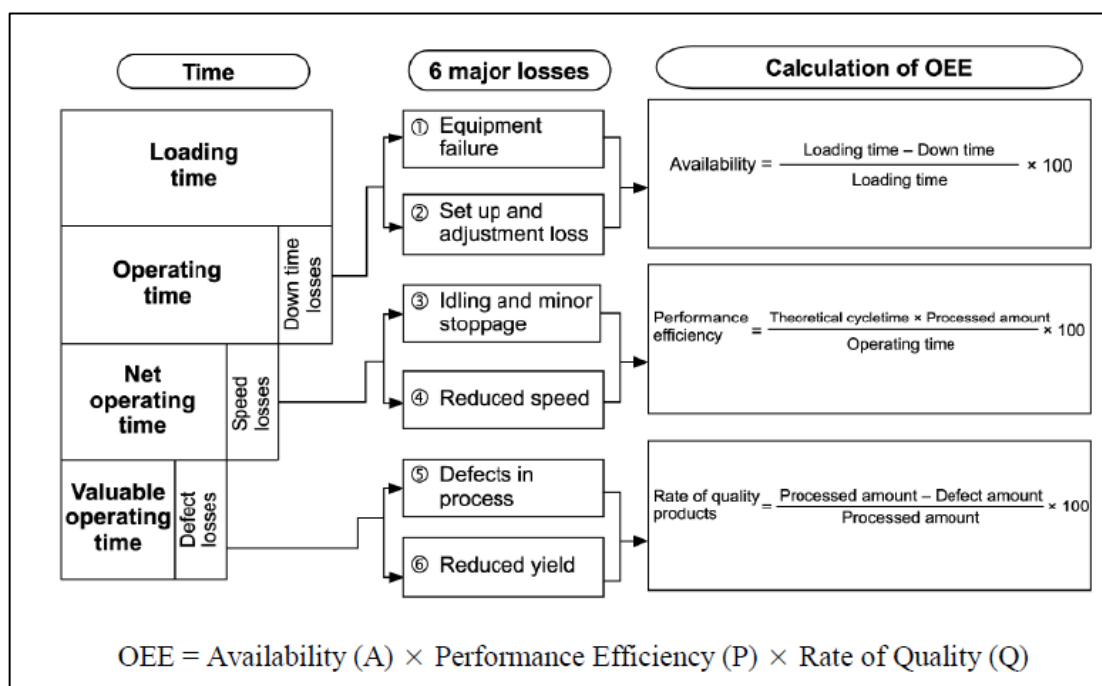 Time
6 major losses
Calculation of OEE
Loading
time
Operating
time
Down time
losses
Net
operating
time
Speed
losses
Valuable
operating
time
Defect
losses
① Equipment
failure
② Set up and
adjustment loss
③ Idling and minor
stoppage
④ Reduced speed
⑤ Defects in
process
⑥ Reduced yield
Availability = Loading time – Down time / Loading time × 100
Performance
efficiency = Theoretical cycletime × Processed amount / Operating time × 100
Rate of quality
products = Processed amount – Defect amount / Processed amount × 100
OEE = Availability (A) × Performance Efficiency (P) × Rate of Quality (Q)